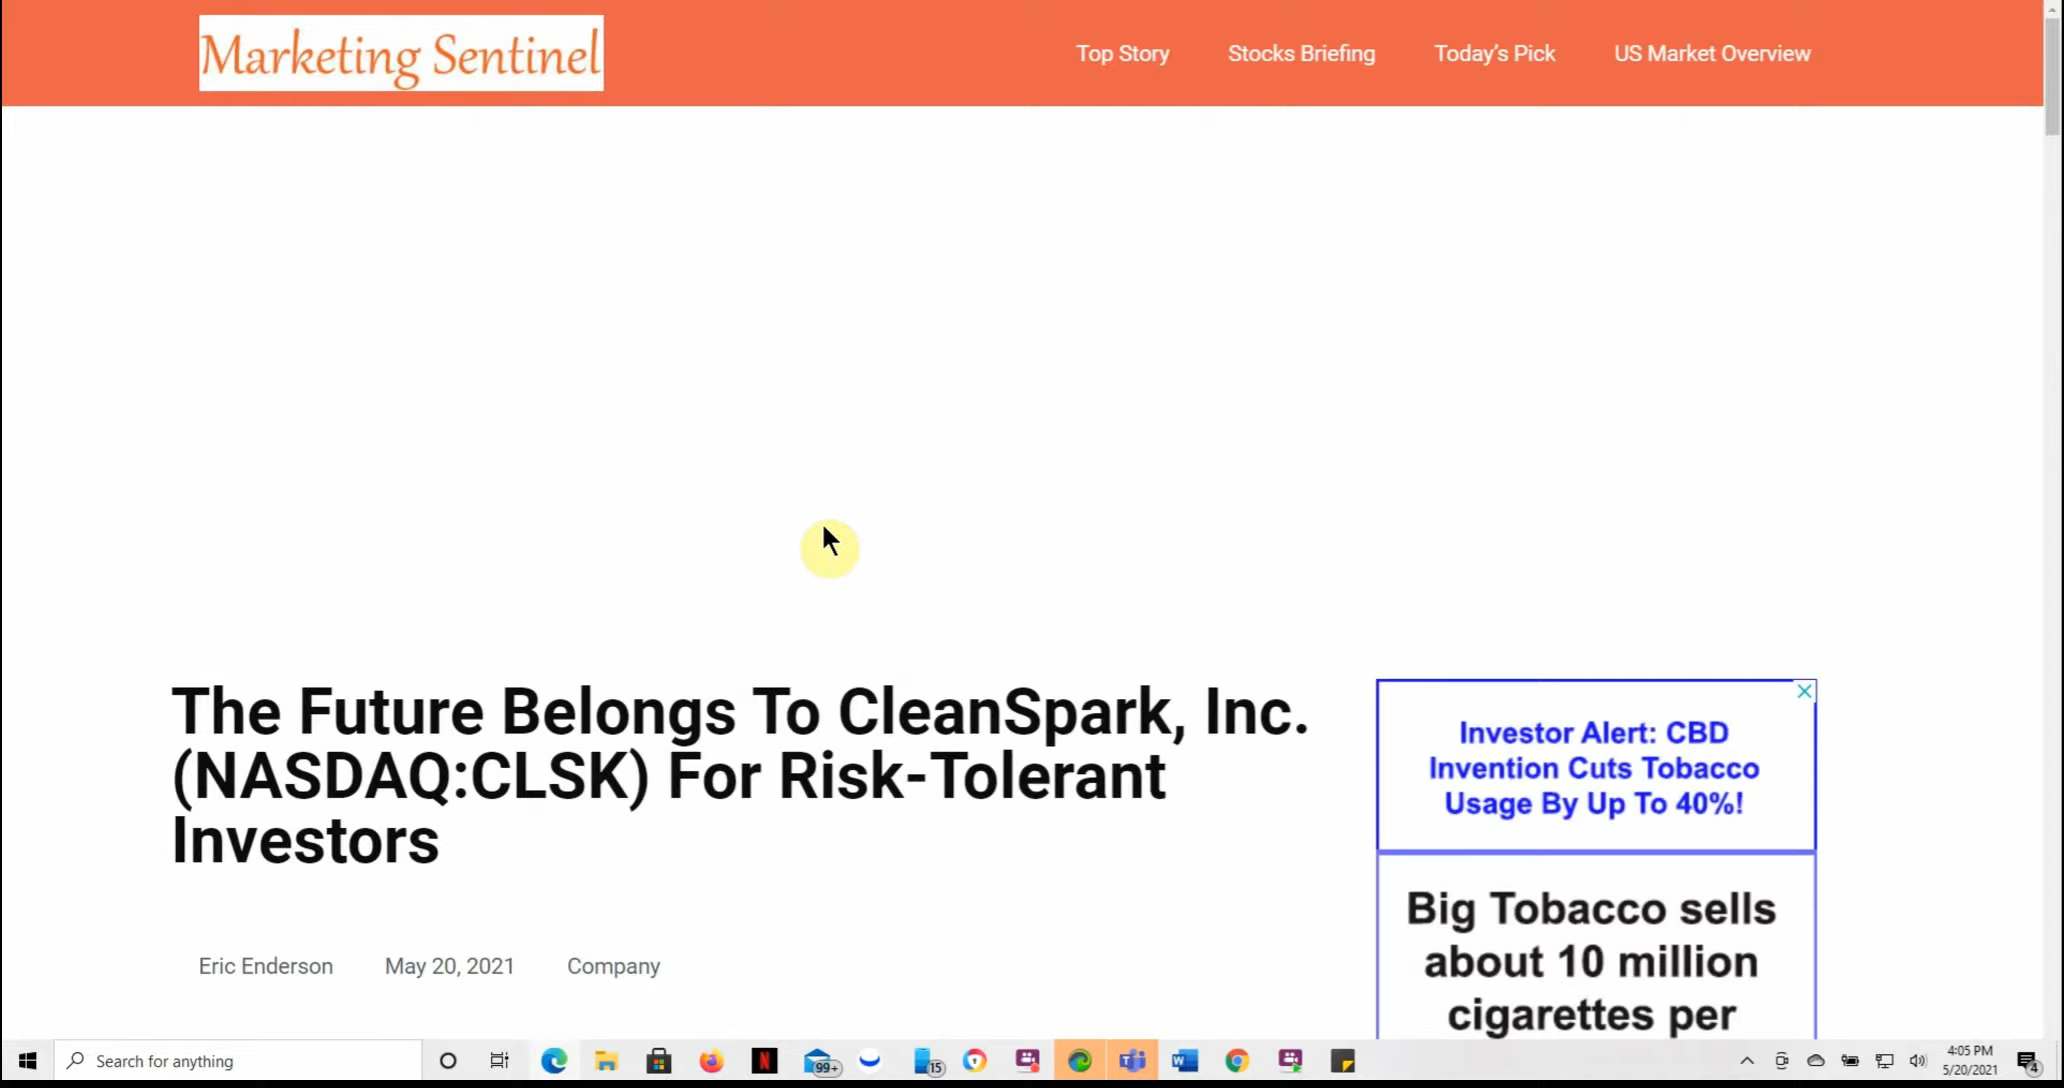 Marketing Sentinel
Top Story
Stocks Briefing
Today's Pick
US Market Overview
The Future Belongs To CleanSpark, Inc.
(NASDAQ:CLSK) For Risk-Tolerant
Investors
Eric Enderson
May 20, 2021
Company
Investor Alert: CBD
Invention Cuts Tobacco
Usage By Up To 40%!
Big Tobacco sells
about 10 million
cigarettes per
Search for anything
99+
15
4:05 PM
5/20/2021
4